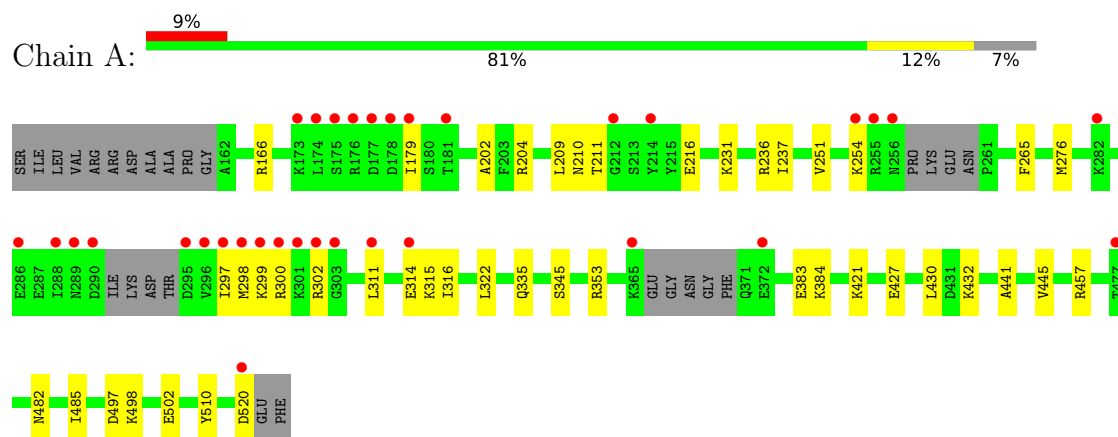 9%
Chain A:
81% 12% 7%
SER ILE LEU VAL ARG ARG ASP ALA ALA PRO GLY A162 R166 K173 L174 S175 R176 D177 D178 I179 S180 T181 A202 F203 R204 L209 N210 T211 G212 S213 Y214 Y215 E216 K231 R236 I237 V251 K254 R255 N256 PRO LYS GLU ASN P261 F265 M276 K282
E286 E287 I288 N289 D290 ILE LYS ASP THR D295 V296 I297 M298 K299 R300 K301 R302 G303 L311 E314 K315 I316 L322 Q335 S345 R353 K365 GLU GLY ASN GLY PHE Q371 E372 E383 K384 K421 E427 L430 D431 K432 A441 V445 R457 T477
N482 I485 D497 K498 E502 Y510 D520 GLU PHE